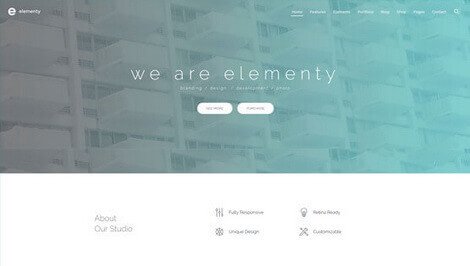 elementy
Home Features Elements Portfolio Blog Shop Pages Contact
we are elementy
branding / design / development / photo
SEE MORE PURCHASE
About
Our Studio
Fully Responsive
Retina Ready
Unique Design
Customizable